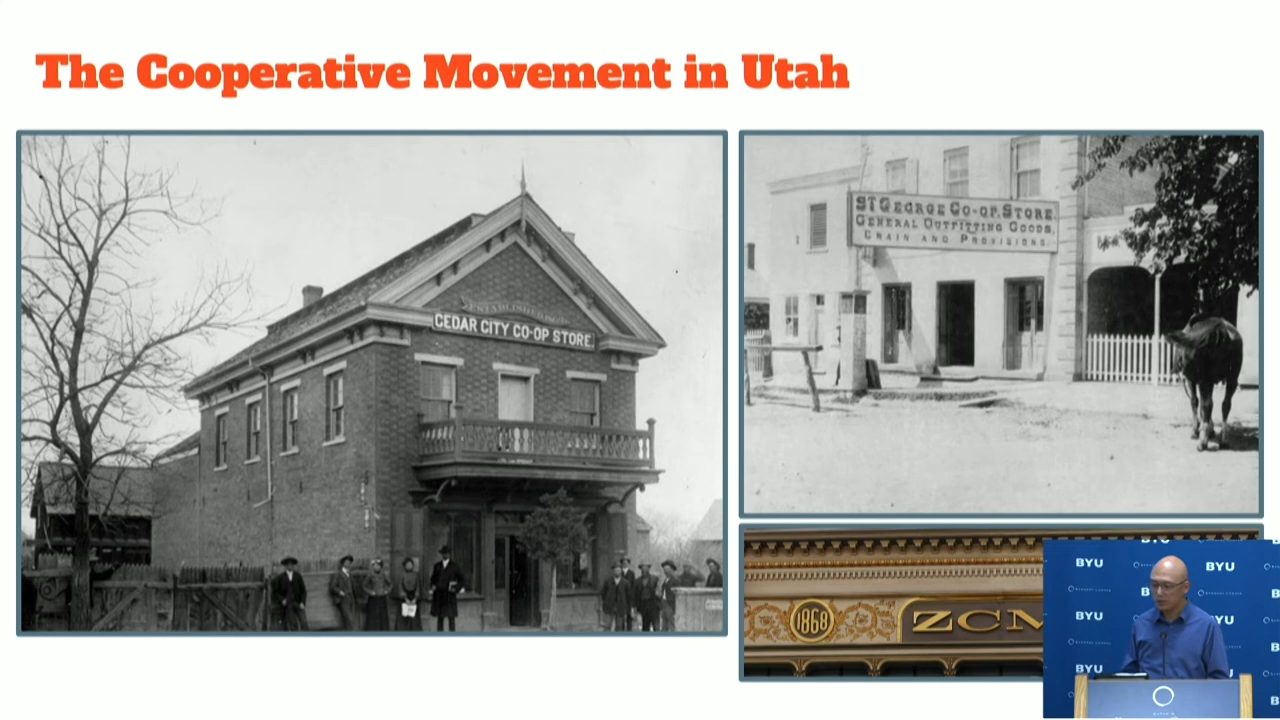 The Cooperative Movement in Utah
ESTABLISHED
CEDAR CITY CO-OP STORE.
ST GEORGE CO-OP. STORE.
GENERAL OUTFITTING GOODS,
GRAIN AND PROVISIONS.
1868
ZCM
BYU
BYU
BYU
BYU
BYU